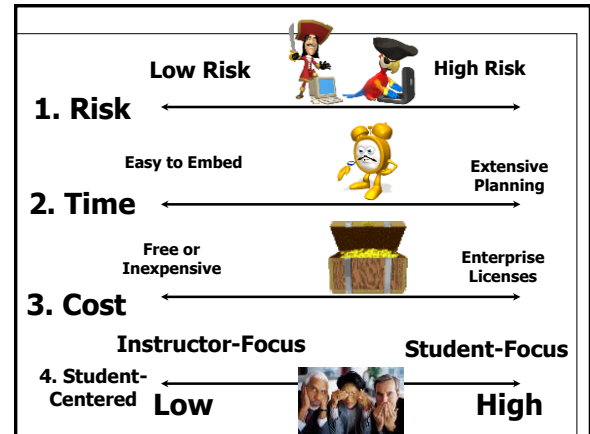 Low Risk
High Risk
1. Risk
Easy to Embed
Extensive
Planning
2. Time
Free or
Inexpensive
Enterprise
Licenses
3. Cost
Instructor-Focus
Student-Focus
4. Student-
Centered
Low
High